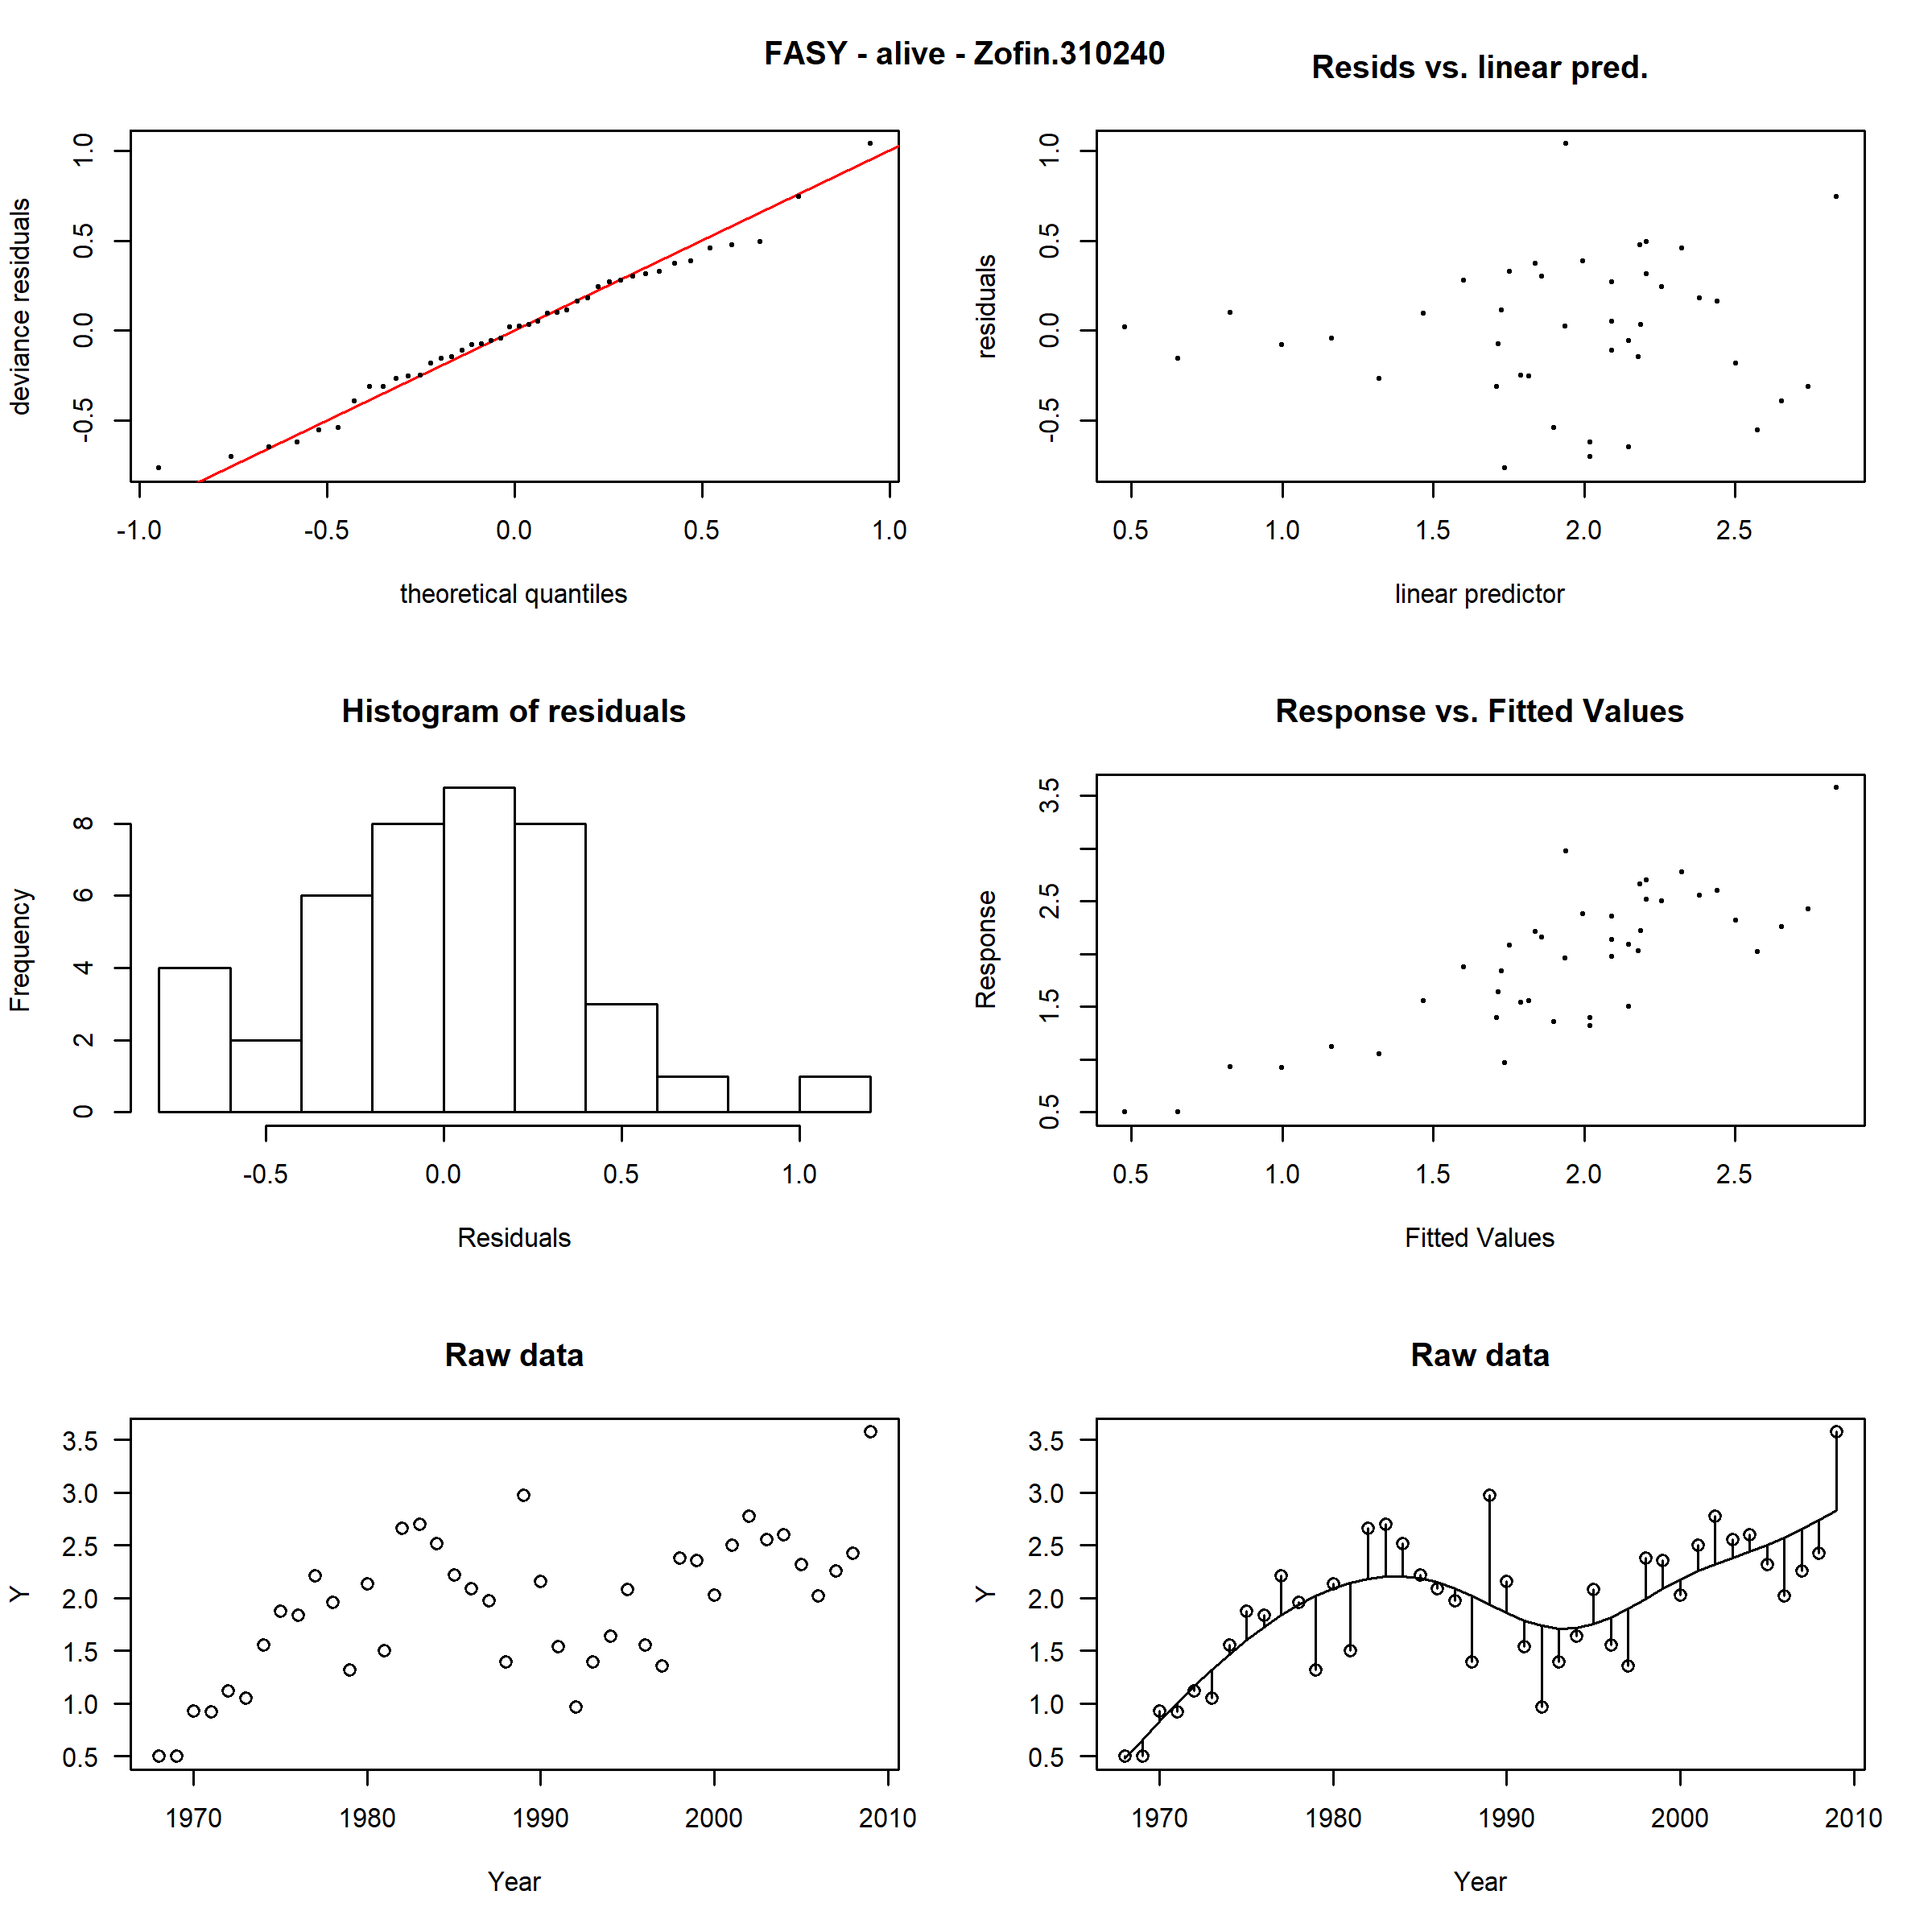 FASY - alive - Zofin.310240
Resids vs. linear pred.
deviance residuals
-0.5 0.0 0.5 1.0
-1.0 -0.5 0.0 0.5 1.0
theoretical quantiles
residuals
-0.5 0.0 0.5 1.0
0.5 1.0 1.5 2.0 2.5
linear predictor
Histogram of residuals
Frequency
0 2 4 6 8
-0.5 0.0 0.5 1.0
Residuals
Response vs. Fitted Values
Response
0.5 1.5 2.5 3.5
0.5 1.0 1.5 2.0 2.5
Fitted Values
Raw data
Y
3.5
3.0
2.5
2.0
1.5
1.0
0.5
1970 1980 1990 2000 2010
Year
Raw data
Y
3.5
3.0
2.5
2.0
1.5
1.0
0.5
1970 1980 1990 2000 2010
Year